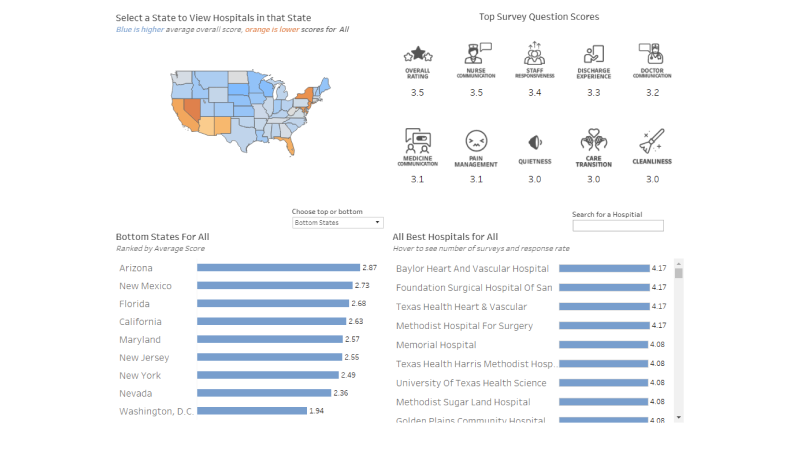 Select a State to View Hospitals in that State
Blue is higher average overall score, orange is lower scores for All
Top Survey Question Scores
OVERALL RATING
3.5
NURSE COMMUNICATION
3.5
STAFF RESPONSIVENESS
3.4
DISCHARGE EXPERIENCE
3.3
DOCTOR COMMUNICATION
3.2
MEDICINE COMMUNICATION
3.1
PAIN MANAGEMENT
3.1
QUIETNESS
3.0
CARE TRANSITION
3.0
CLEANLINESS
3.0
Choose top or bottom
Bottom States
Search for a Hospitial
Bottom States For All
Ranked by Average Score
Arizona 2.87
New Mexico 2.73
Florida 2.68
California 2.63
Maryland 2.57
New Jersey 2.55
New York 2.49
Nevada 2.36
Washington, D.C. 1.94
All Best Hospitals for All
Hover to see number of surveys and response rate
Baylor Heart And Vascular Hospital 4.17
Foundation Surgical Hospital Of San 4.17
Texas Health Heart & Vascular 4.17
Methodist Hospital For Surgery 4.17
Memorial Hospital 4.08
Texas Health Harris Methodist Hosp.. 4.08
University Of Texas Health Science 4.08
Methodist Sugar Land Hospital 4.08
Golden Plains Community Hospital 4.08